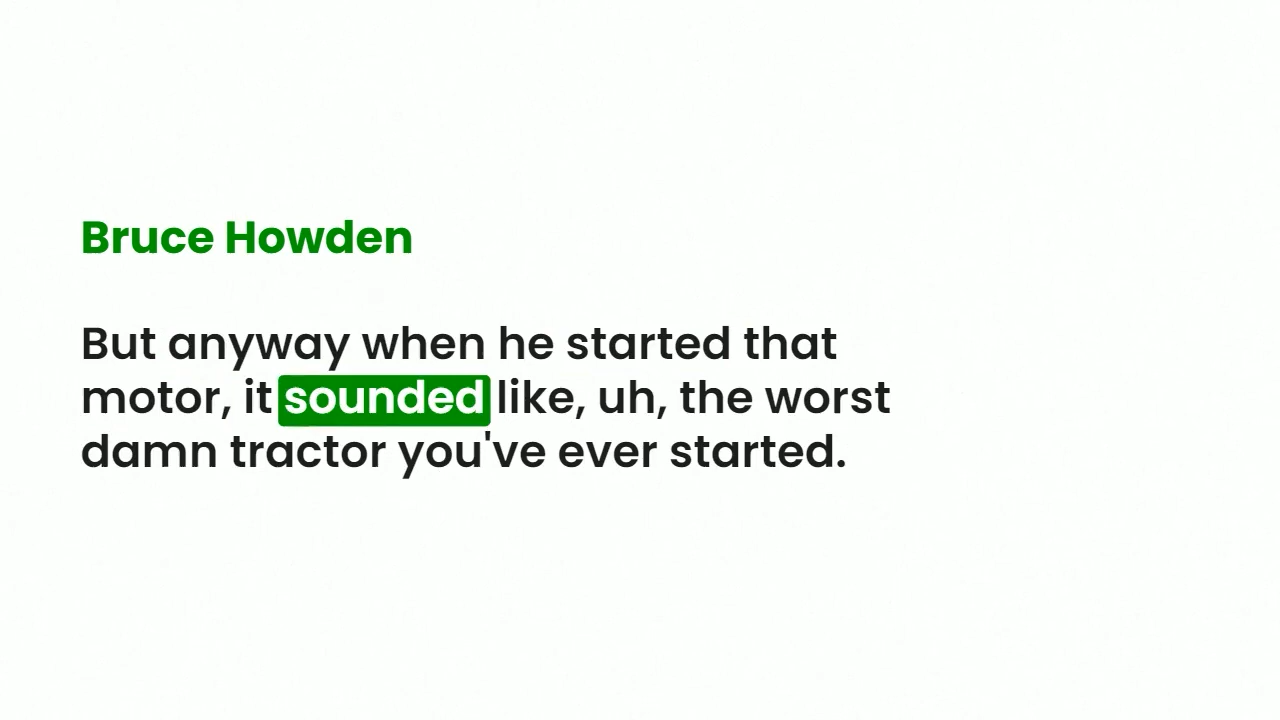 Bruce Howden
But anyway when he started that
motor, it sounded like, uh, the worst
damn tractor you've ever started.